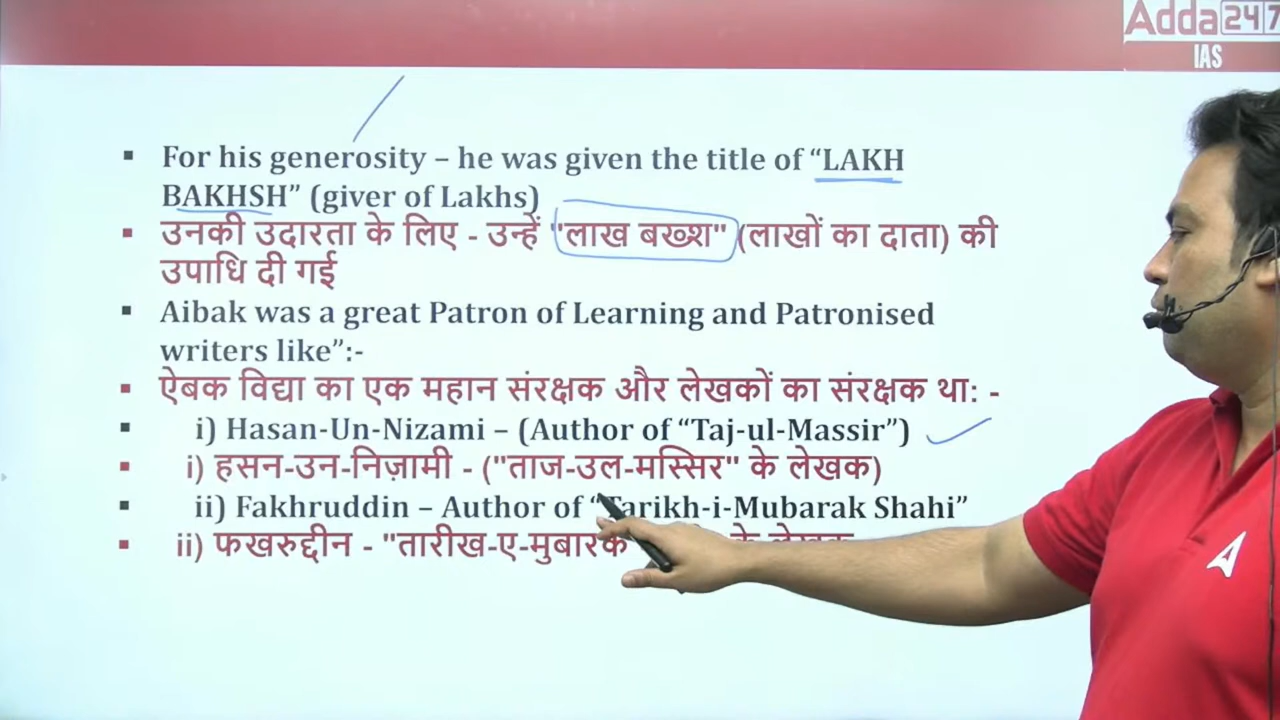 Adda247
IAS
▪ For his generosity – he was given the title of “LAKH
BAKHSH” (giver of Lakhs)
▪ उनकी उदारता के लिए - उन्हें "लाख बख्श" (लाखों का दाता) की
उपाधि दी गई
▪ Aibak was a great Patron of Learning and Patronised
writers like”:-
▪ ऐबक विद्या का एक महान संरक्षक और लेखकों का संरक्षक था: -
▪ i) Hasan-Un-Nizami – (Author of “Taj-ul-Massir”)
▪ i) हसन-उन-निज़ामी - ("ताज-उल-मस्सिर" के लेखक)
▪ ii) Fakhruddin – Author of “Tarikh-i-Mubarak Shahi”
▪ ii) फखरुद्दीन - "तारीख-ए-मुबारक के लेखक